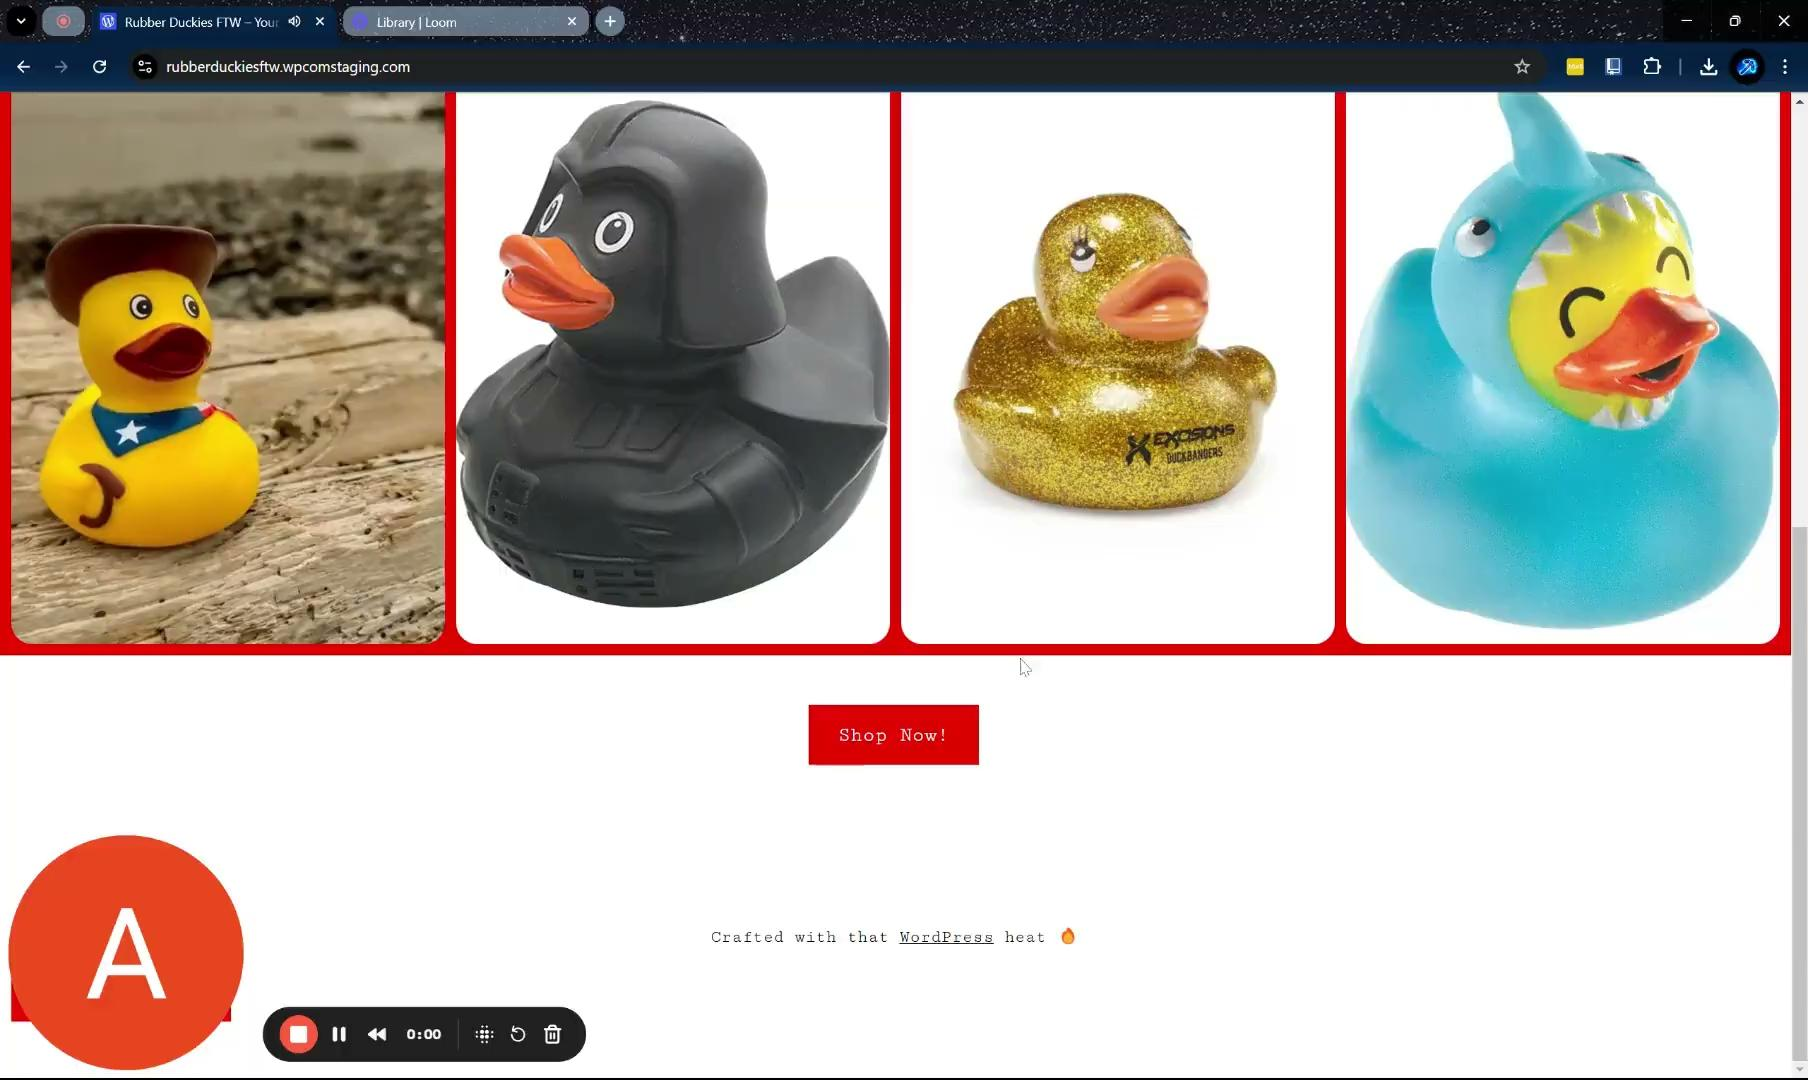 Rubber Duckies FTW – Your
Library | Loom
rubberduckiesftw.wpcomstaging.com
EXCISIONS
DUCKBANGERS
Shop Now!
Crafted with that WordPress heat 🔥
A
0:00